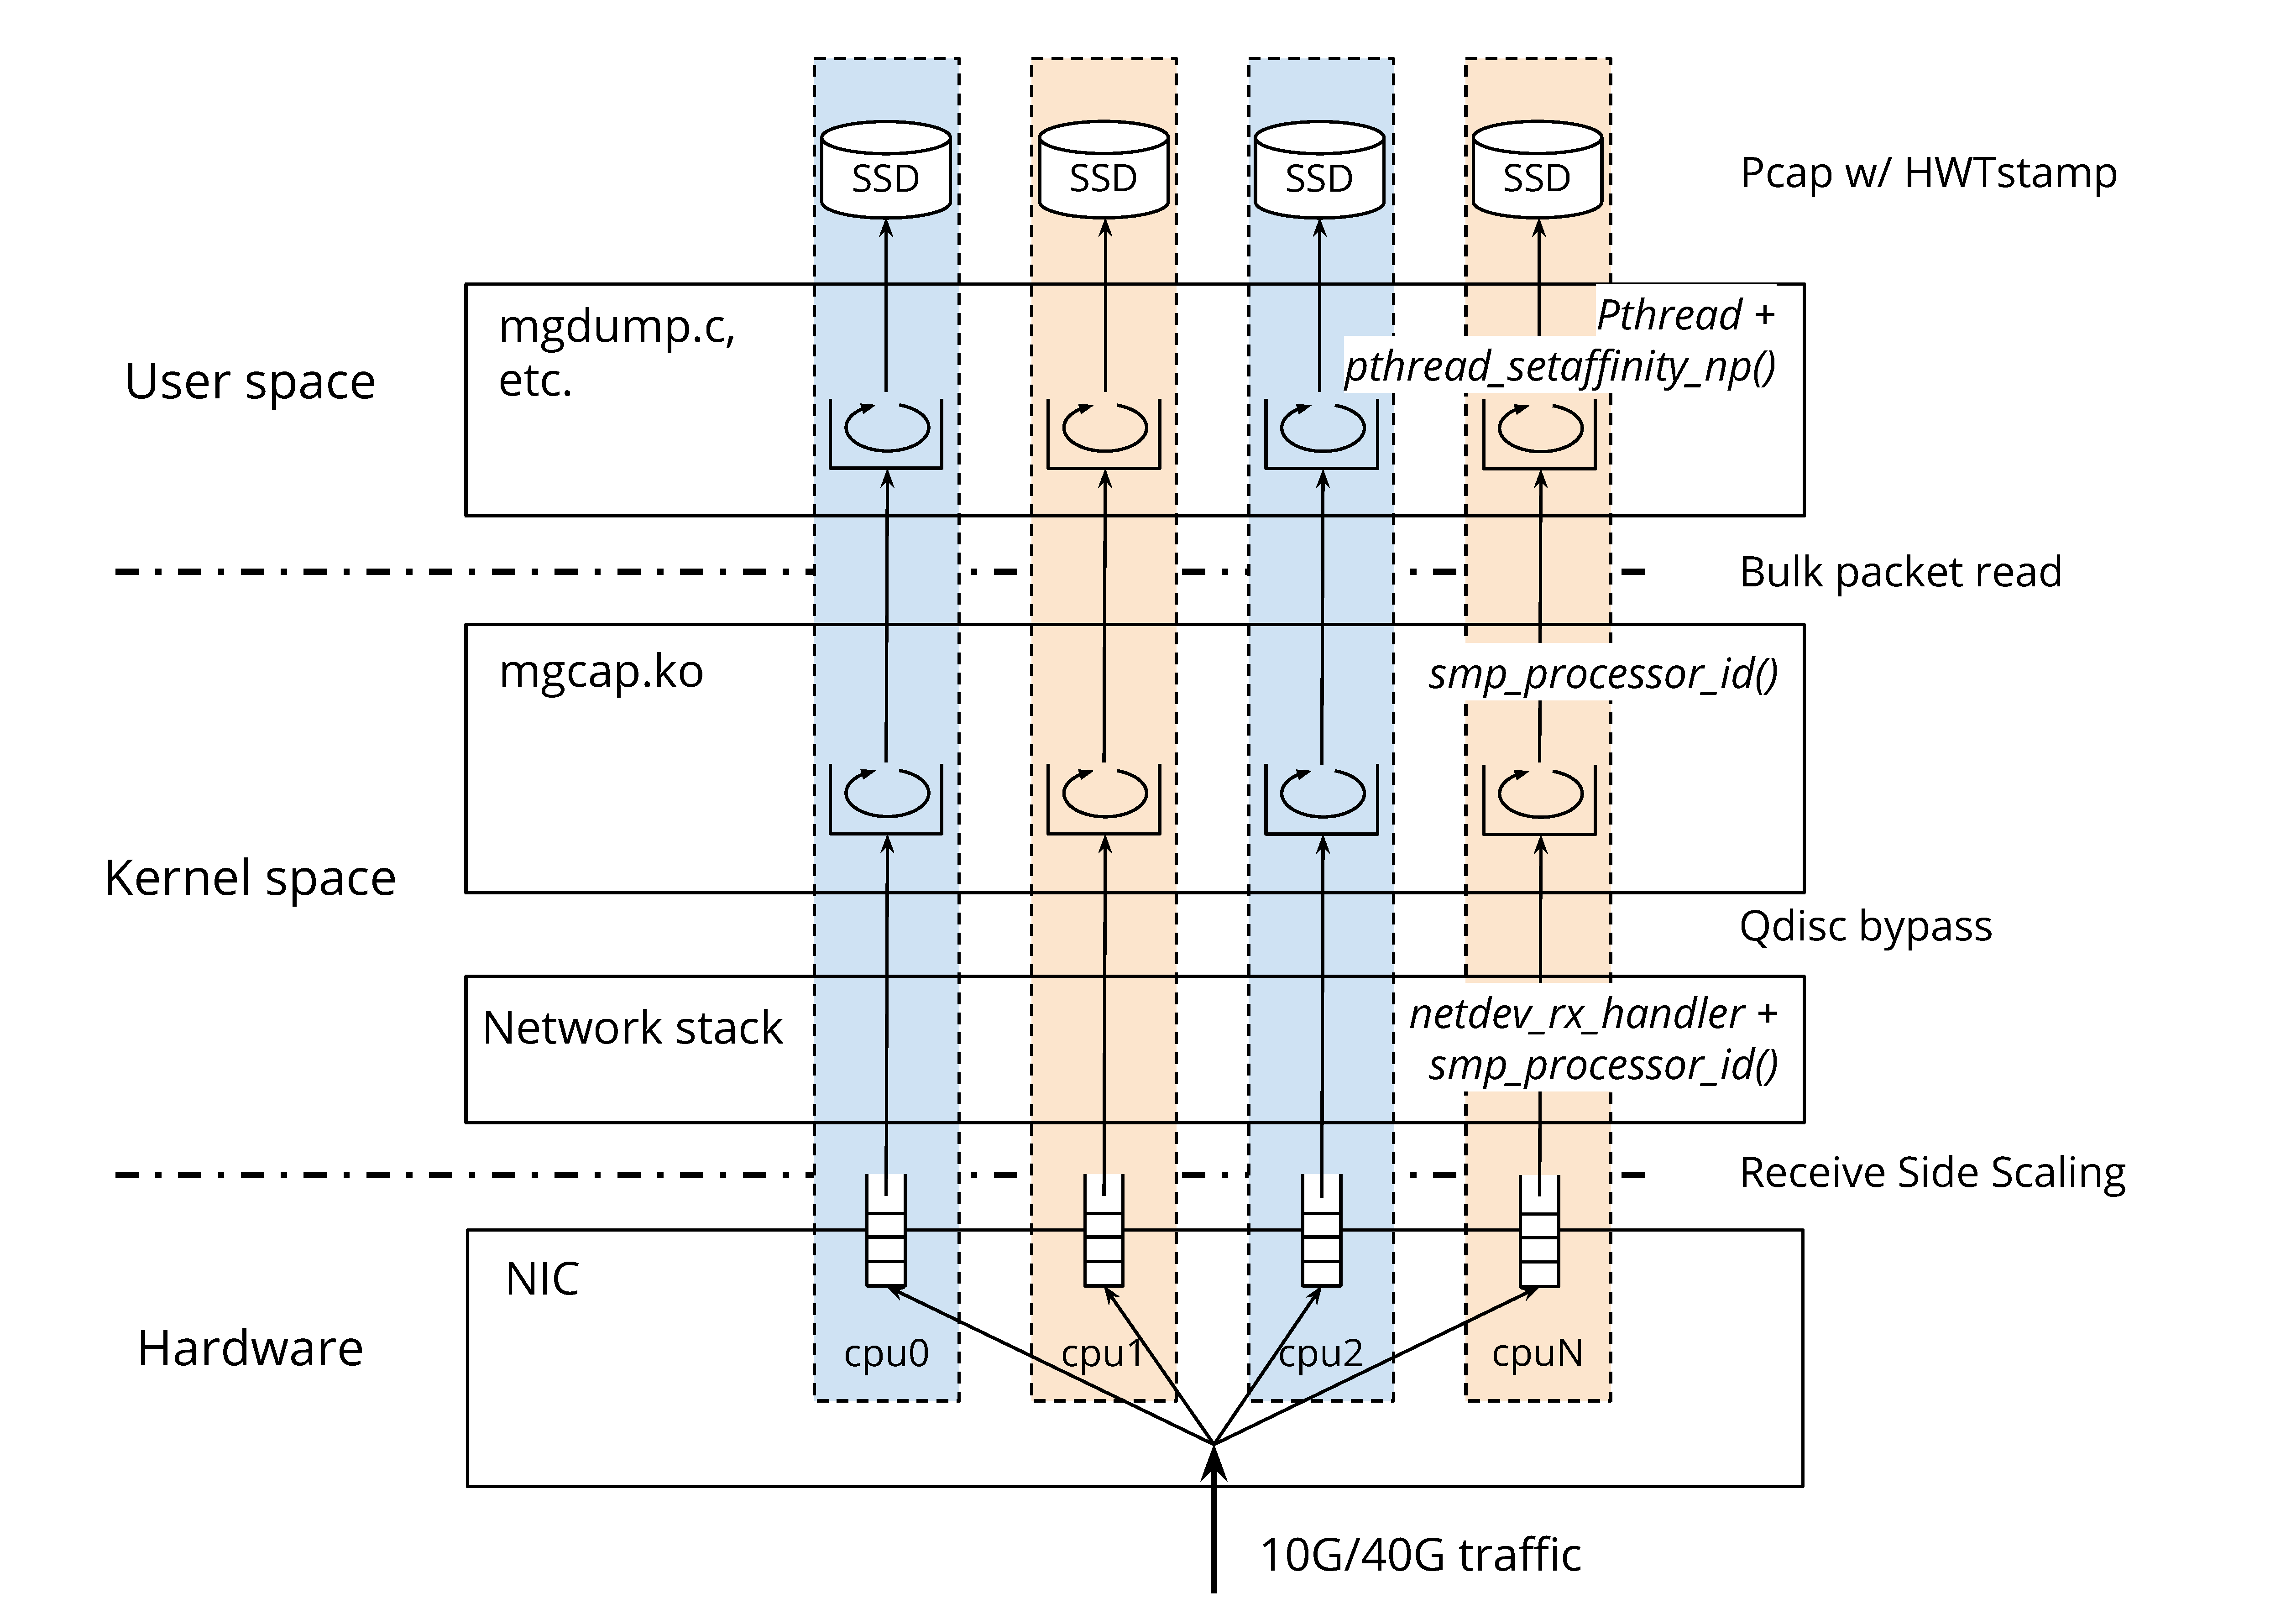 SSD SSD SSD SSD
Pcap w/ HWTstamp
User space
mgdump.c,
etc.
Pthread +
pthread_setaffinity_np()
Bulk packet read
Kernel space
mgcap.ko
smp_processor_id()
Qdisc bypass
Network stack
netdev_rx_handler +
smp_processor_id()
Receive Side Scaling
Hardware
NIC
cpu0 cpu1 cpu2 cpuN
10G/40G traffic